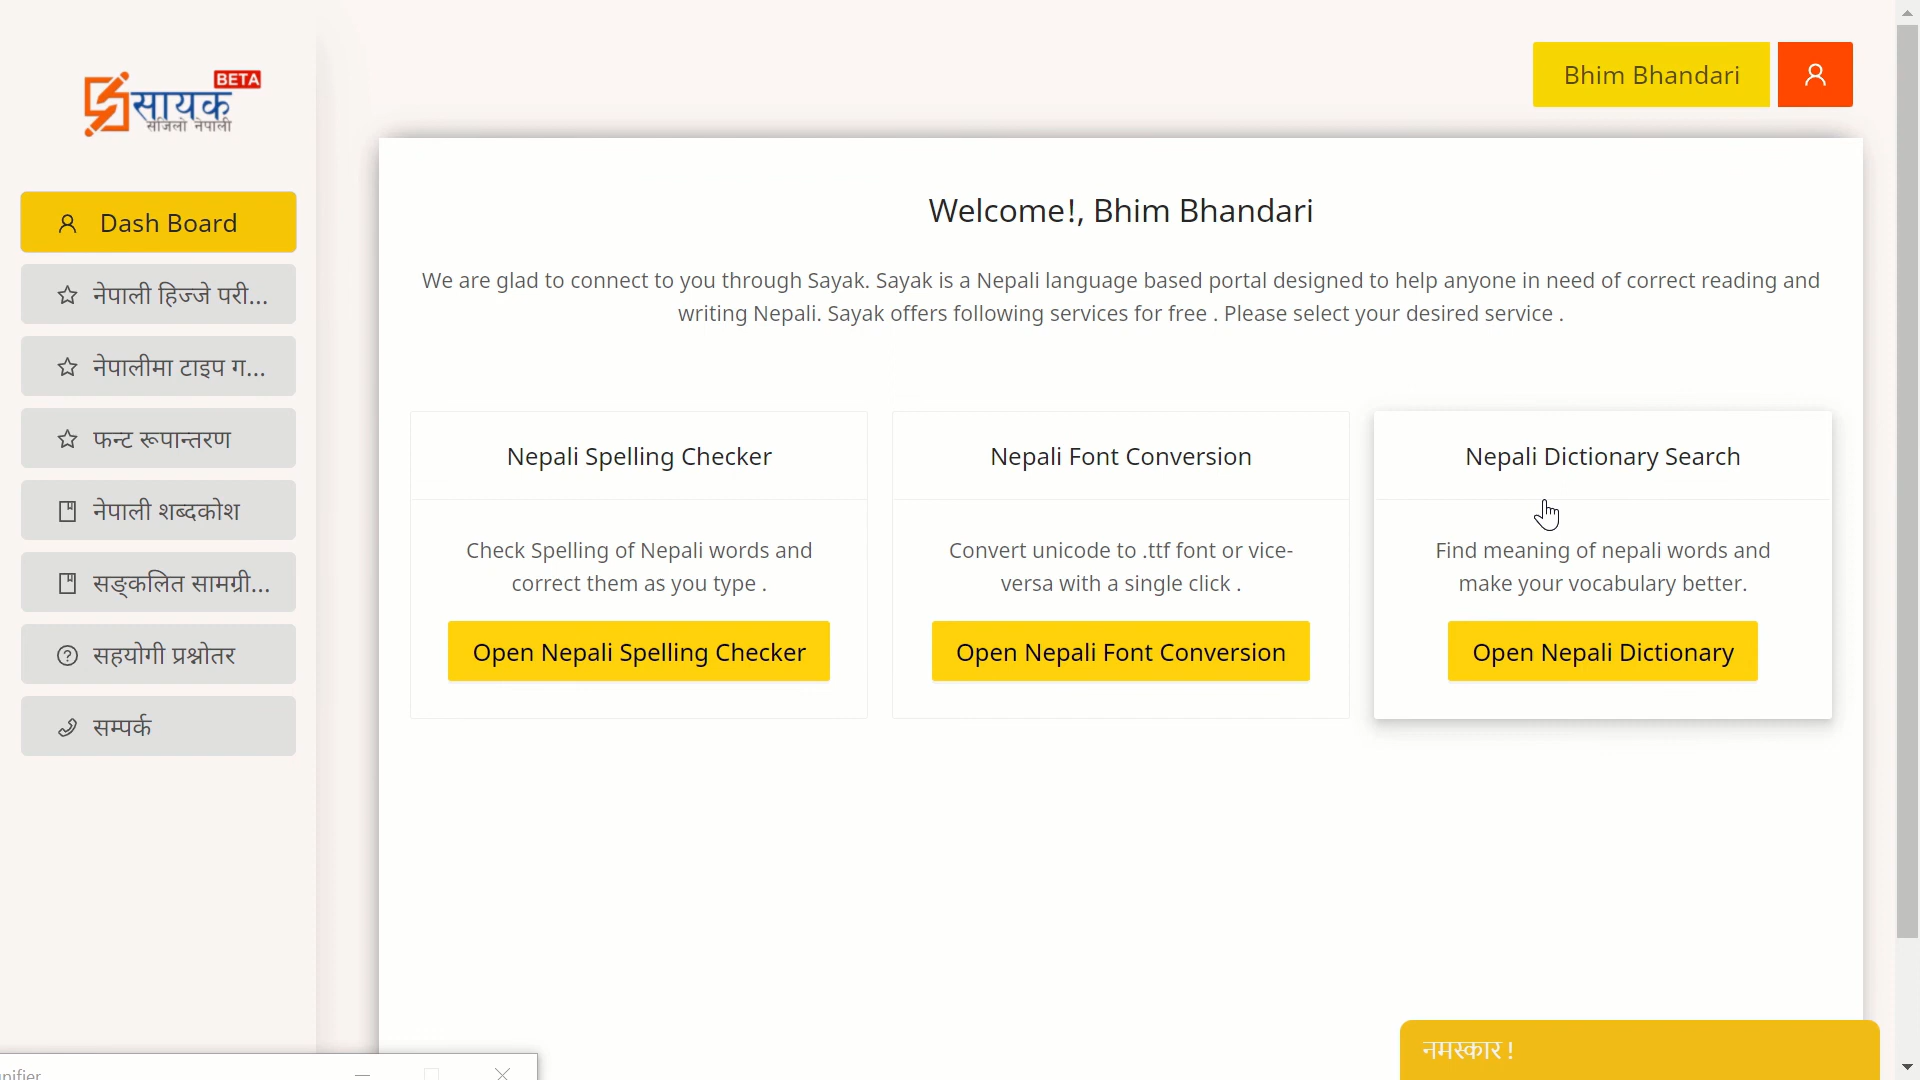 BETA
सायक
सजिलो नेपाली
Bhim Bhandari
Dash Board
नेपाली हिज्जे परी...
नेपालीमा टाइप ग...
फन्ट रूपान्तरण
नेपाली शब्दकोश
सङ्कलित सामग्री...
सहयोगी प्रश्नोतर
सम्पर्क
Welcome!, Bhim Bhandari
We are glad to connect to you through Sayak. Sayak is a Nepali language based portal designed to help anyone in need of correct reading and
writing Nepali. Sayak offers following services for free . Please select your desired service .
Nepali Spelling Checker
Check Spelling of Nepali words and
correct them as you type .
Open Nepali Spelling Checker
Nepali Font Conversion
Convert unicode to .ttf font or vice-
versa with a single click .
Open Nepali Font Conversion
Nepali Dictionary Search
Find meaning of nepali words and
make your vocabulary better.
Open Nepali Dictionary
नमस्कार !